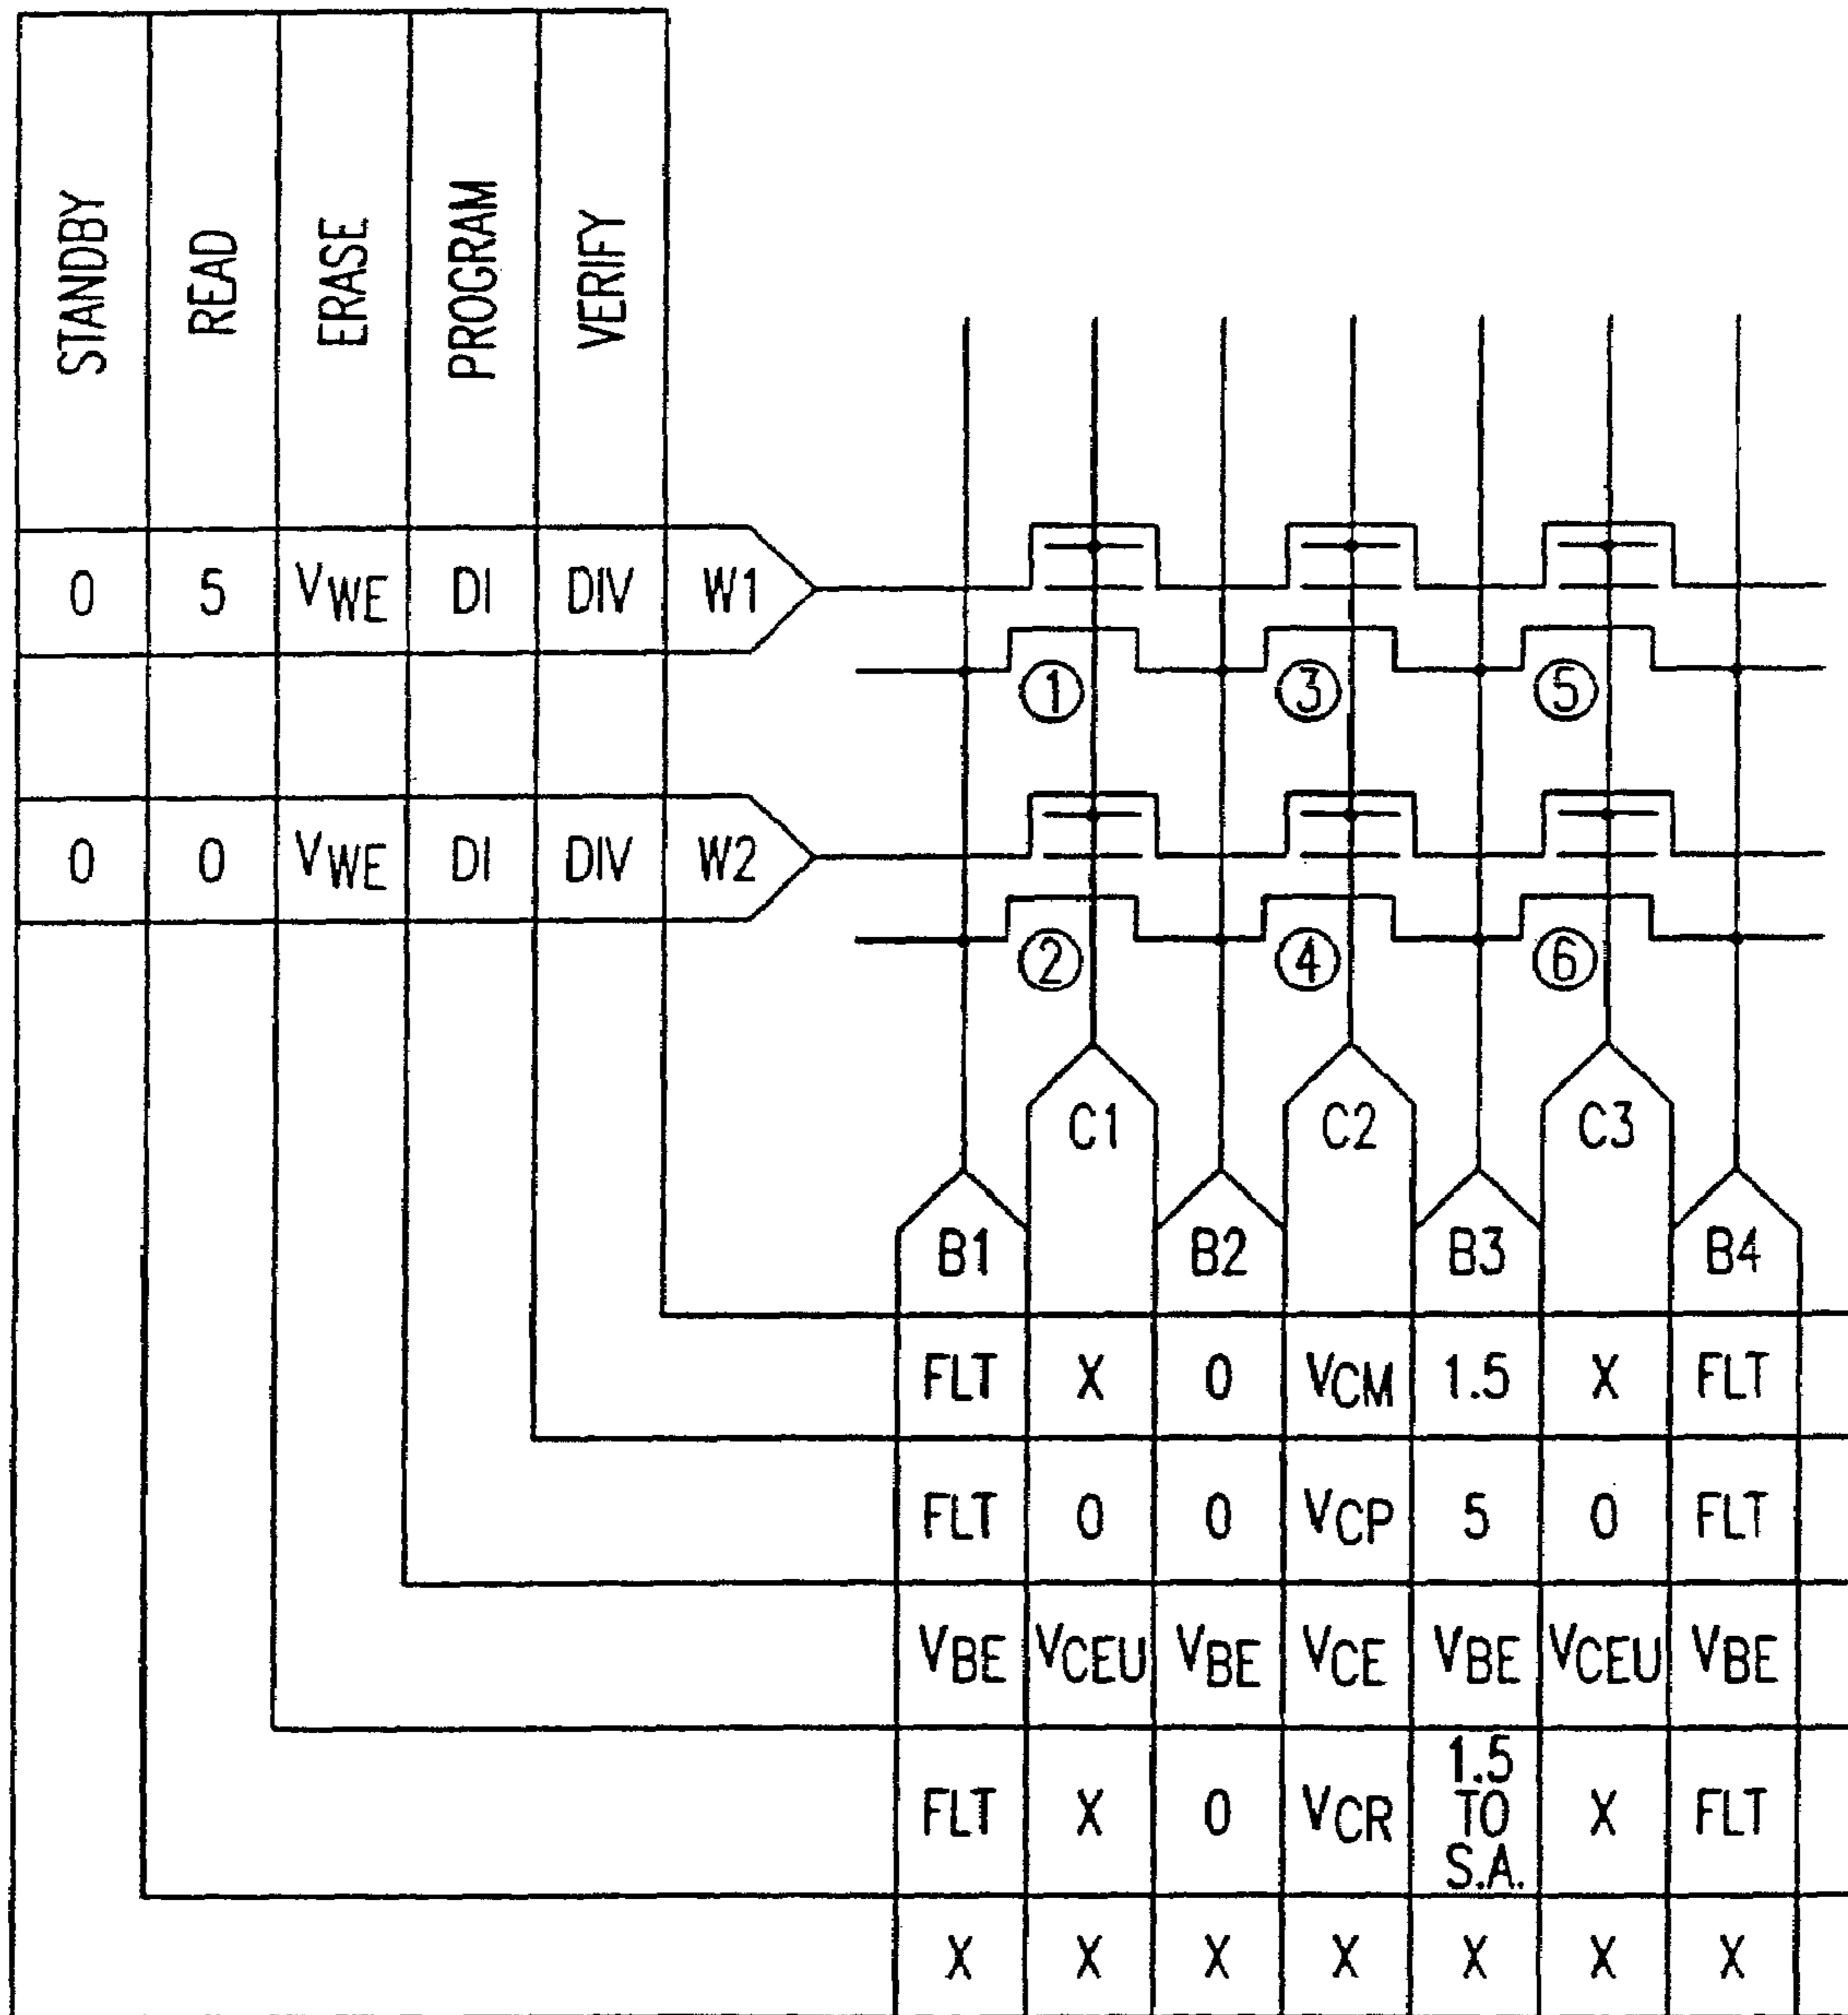 STANDBY
READ
ERASE
PROGRAM
VERIFY
0 5 VWE DI DIV W1
① ③ ⑤
0 0 VWE DI DIV W2
② ④ ⑥
C1 C2 C3
B1 B2 B3 B4
FLT X 0 VCM 1.5 X FLT
FLT 0 0 VCP 5 0 FLT
VBE VCEU VBE VCE VBE VCEU VBE
FLT X 0 VCR 1.5 TO S.A. X FLT
X X X X X X X